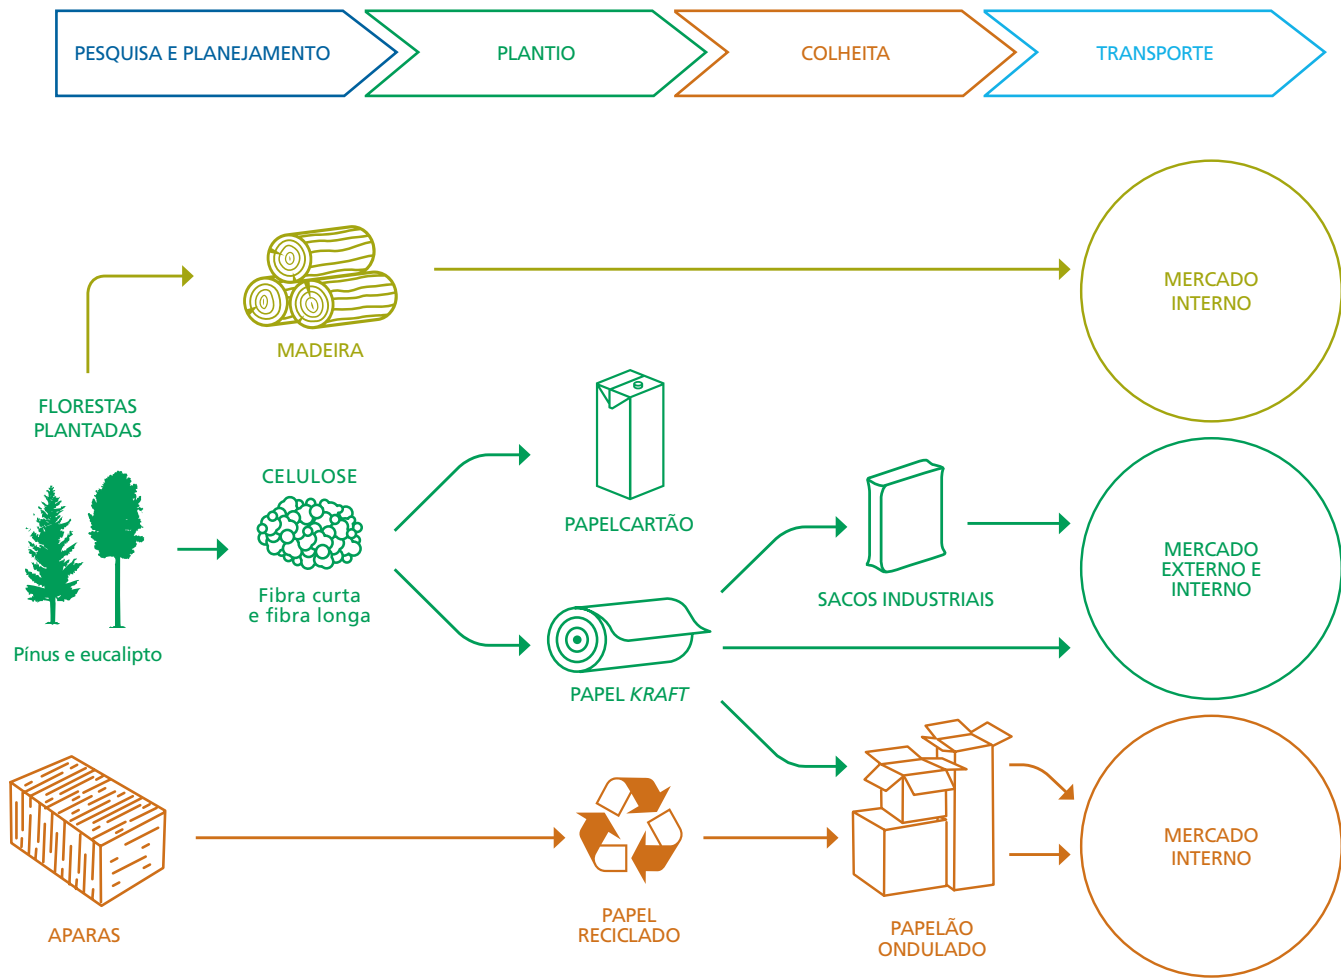 PESQUISA E PLANEJAMENTO
PLANTIO
COLHEITA
TRANSPORTE
MADEIRA
MERCADO
INTERNO
FLORESTAS
PLANTADAS
Pínus e eucalipto
CELULOSE
Fibra curta
e fibra longa
PAPELCARTÃO
PAPEL KRAFT
SACOS INDUSTRIAIS
MERCADO
EXTERNO E
INTERNO
APARAS
PAPEL
RECICLADO
PAPELÃO
ONDULADO
MERCADO
INTERNO